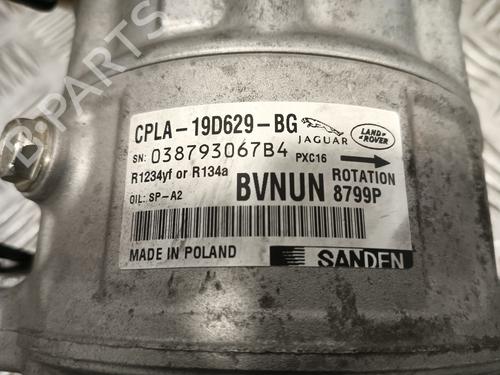 CPLA-19D629-BG
JAGUAR
LAND ROVER
SN: 038793067B4
PXC16
R1234yf or R134a
ROTATION
OIL: SP-A2
BVNUN
8799P
MADE IN POLAND
SANDEN